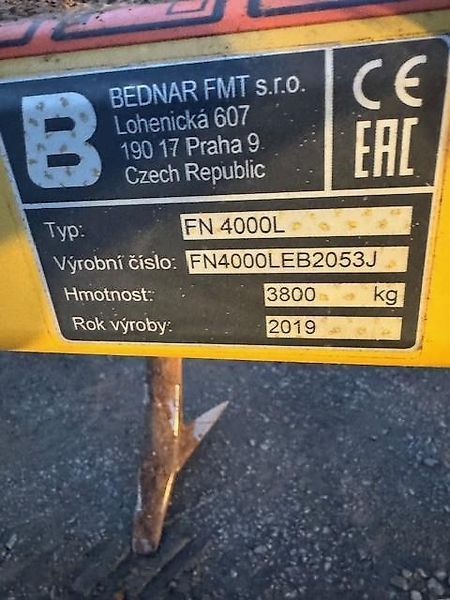 B
BEDNAR FMT s.r.o.
Lohenická 607
190 17 Praha 9
Czech Republic
CE
EAC
Typ: FN 4000L
Výrobní číslo: FN4000LEB2053J
Hmotnost: 3800 kg
Rok výroby: 2019